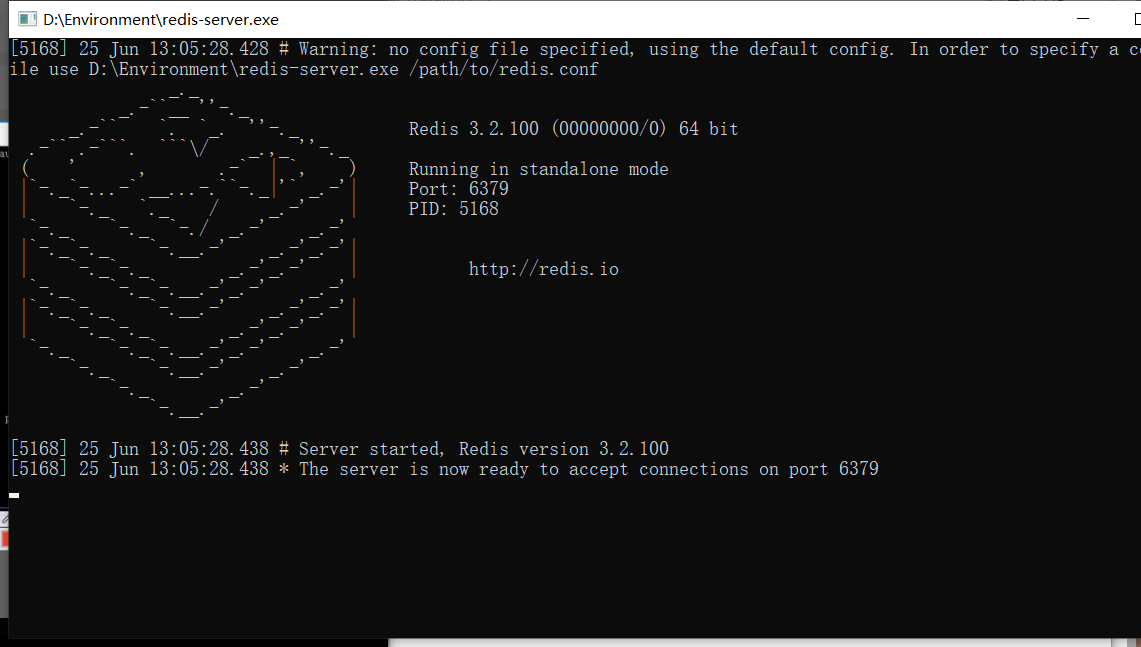 D:\Environment\redis-server.exe
[5168] 25 Jun 13:05:28.428 # Warning: no config file specified, using the default config. In order to specify a
ile use D:\Environment\redis-server.exe /path/to/redis.conf
Redis 3.2.100 (00000000/0) 64 bit
Running in standalone mode
Port: 6379
PID: 5168
http://redis.io
[5168] 25 Jun 13:05:28.438 # Server started, Redis version 3.2.100
[5168] 25 Jun 13:05:28.438 * The server is now ready to accept connections on port 6379